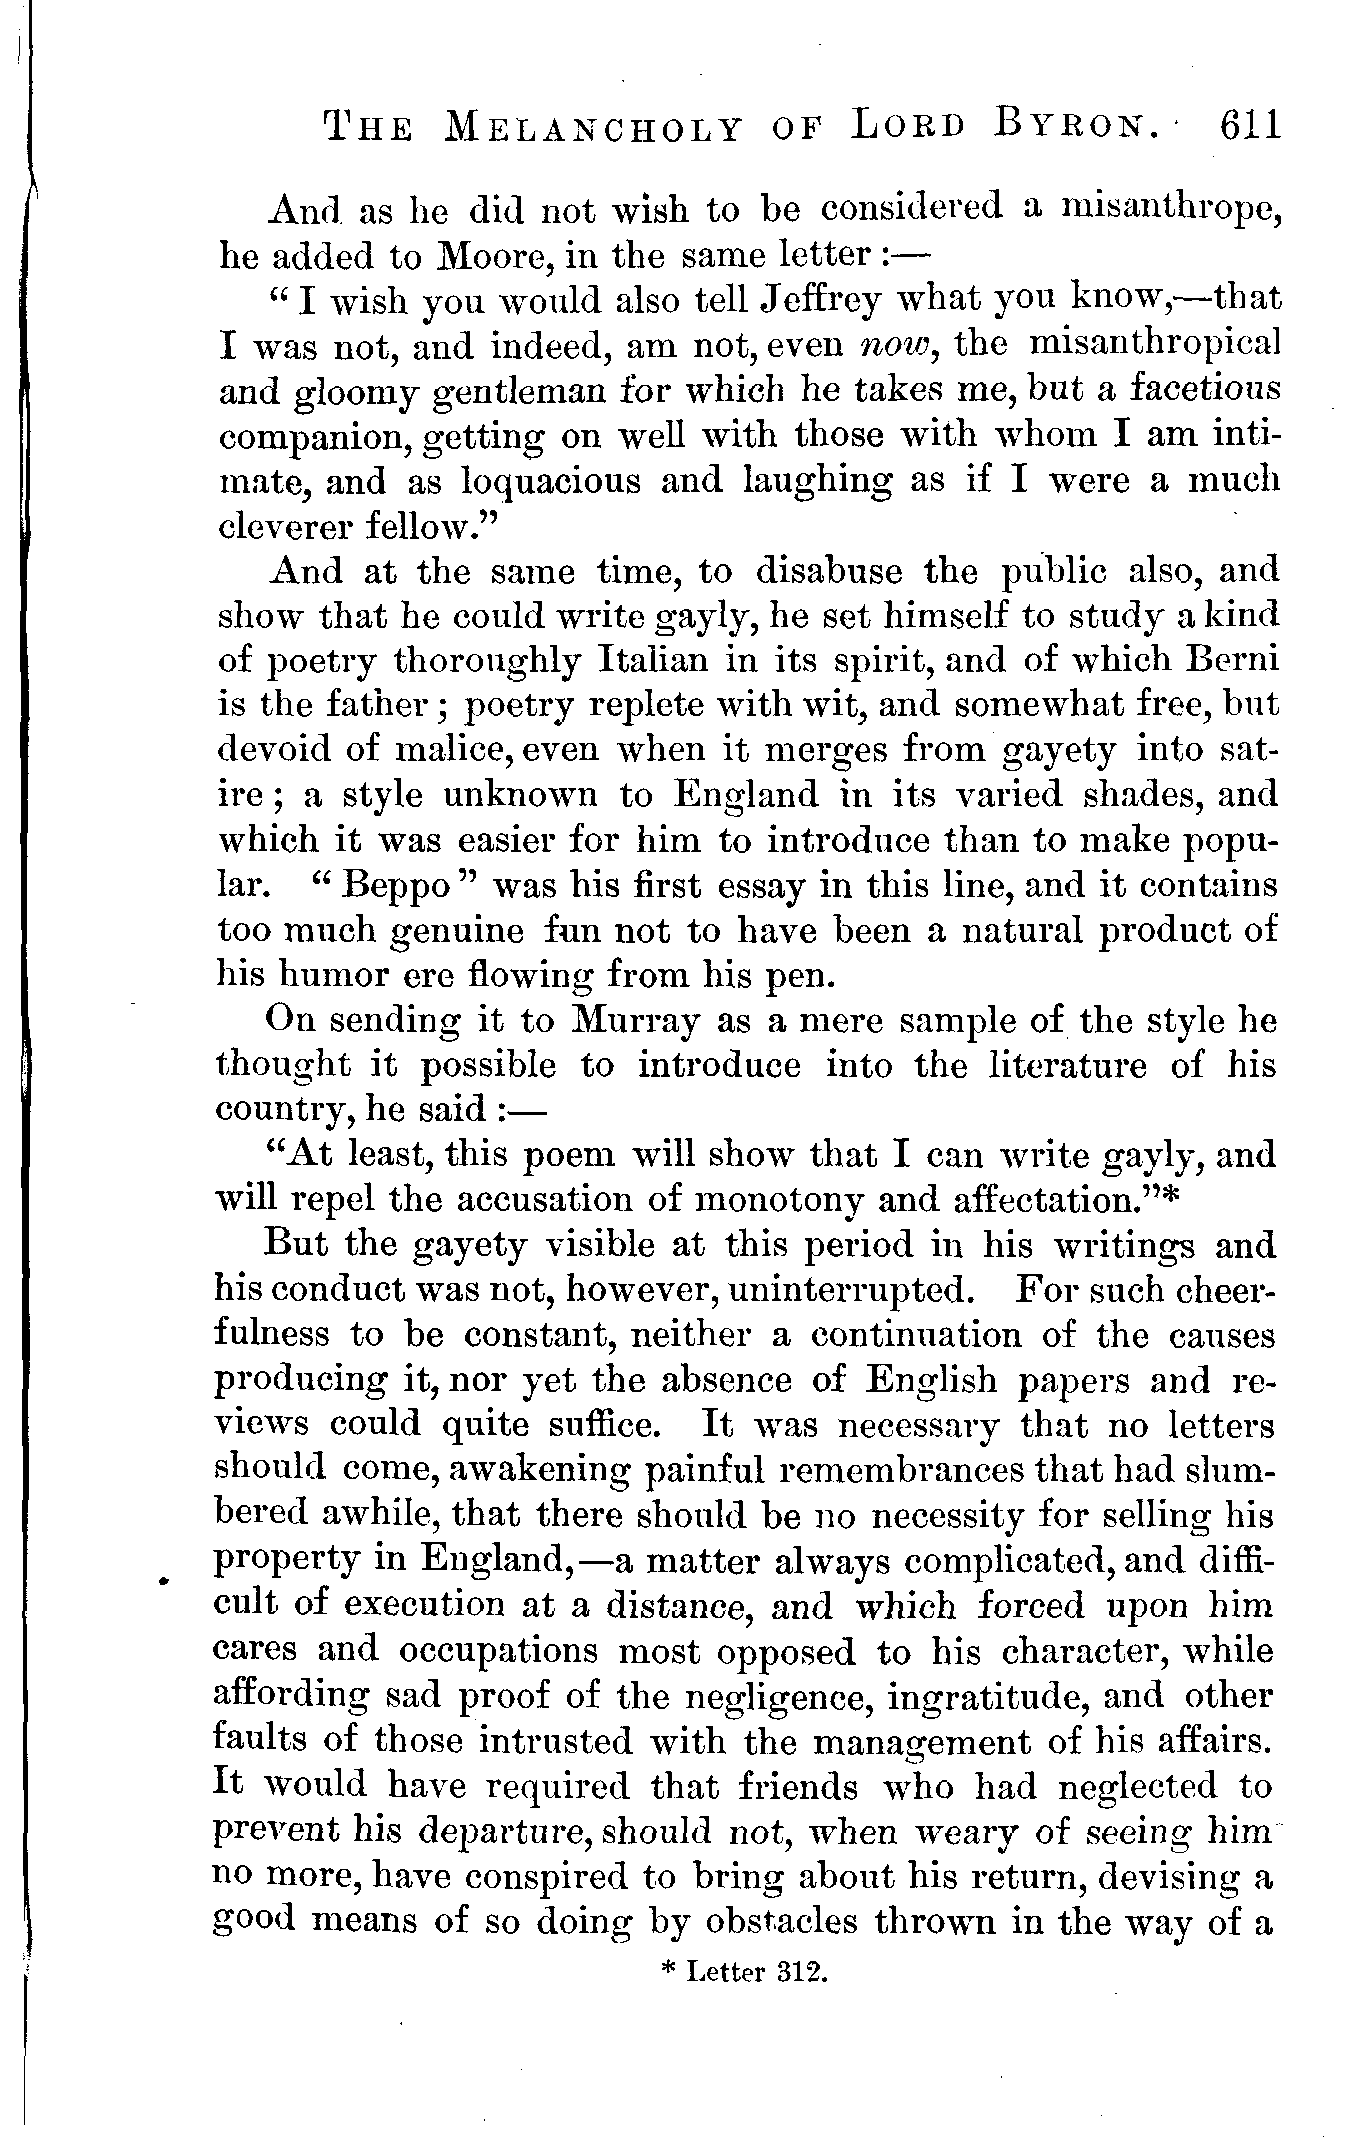 THE MELANCHOLY OF LORD BYRON. 611
And as he did not wish to be considered a misanthrope,
he added to Moore, in the same letter :—
“ I wish you would also tell Jeffrey what you know,—that
I was not, and indeed, am not, even now, the misanthropical
and gloomy gentleman for which he takes me, but a facetious
companion, getting on well with those with whom I am inti-
mate, and as loquacious and laughing as if I were a much
cleverer fellow.”
And at the same time, to disabuse the public also, and
show that he could write gayly, he set himself to study a kind
of poetry thoroughly Italian in its spirit, and of which Berni
is the father ; poetry replete with wit, and somewhat free, but
devoid of malice, even when it merges from gayety into sat-
ire ; a style unknown to England in its varied shades, and
which it was easier for him to introduce than to make popu-
lar. “ Beppo ” was his first essay in this line, and it contains
too much genuine fun not to have been a natural product of
his humor ere flowing from his pen.
On sending it to Murray as a mere sample of the style he
thought it possible to introduce into the literature of his
country, he said :—
“At least, this poem will show that I can write gayly, and
will repel the accusation of monotony and affectation.”*
But the gayety visible at this period in his writings and
his conduct was not, however, uninterrupted. For such cheer-
fulness to be constant, neither a continuation of the causes
producing it, nor yet the absence of English papers and re-
views could quite suffice. It was necessary that no letters
should come, awakening painful remembrances that had slum-
bered awhile, that there should be no necessity for selling his
property in England,—a matter always complicated, and diffi-
cult of execution at a distance, and which forced upon him
cares and occupations most opposed to his character, while
affording sad proof of the negligence, ingratitude, and other
faults of those intrusted with the management of his affairs.
It would have required that friends who had neglected to
prevent his departure, should not, when weary of seeing him
no more, have conspired to bring about his return, devising a
good means of so doing by obstacles thrown in the way of a
* Letter 312.